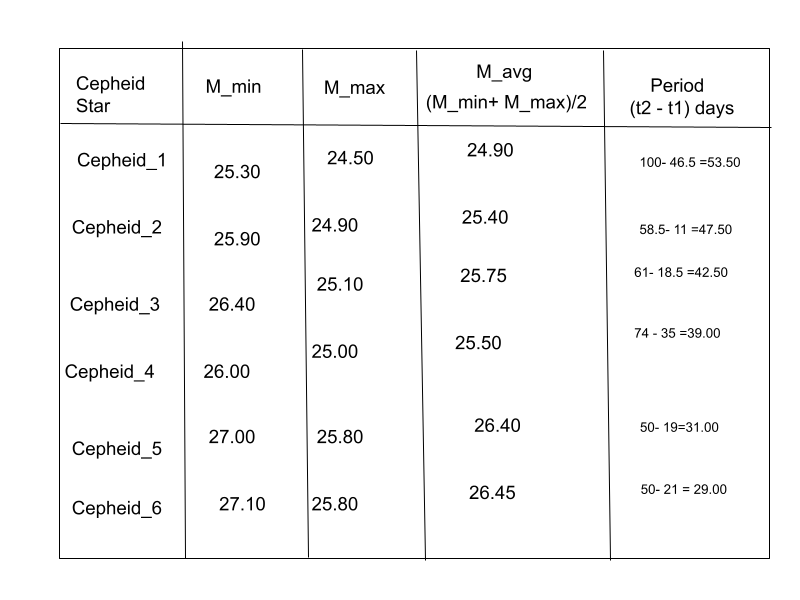 Cepheid
Star
M_min
M_max
M_avg
(M_min+ M_max)/2
Period
(t2 - t1) days
Cepheid_1
25.30
24.50
24.90
100- 46.5 =53.50
Cepheid_2
25.90
24.90
25.40
58.5- 11 =47.50
Cepheid_3
26.40
25.10
25.75
61- 18.5 =42.50
Cepheid_4
26.00
25.00
25.50
74 - 35 =39.00
Cepheid_5
27.00
25.80
26.40
50- 19=31.00
Cepheid_6
27.10
25.80
26.45
50- 21 = 29.00